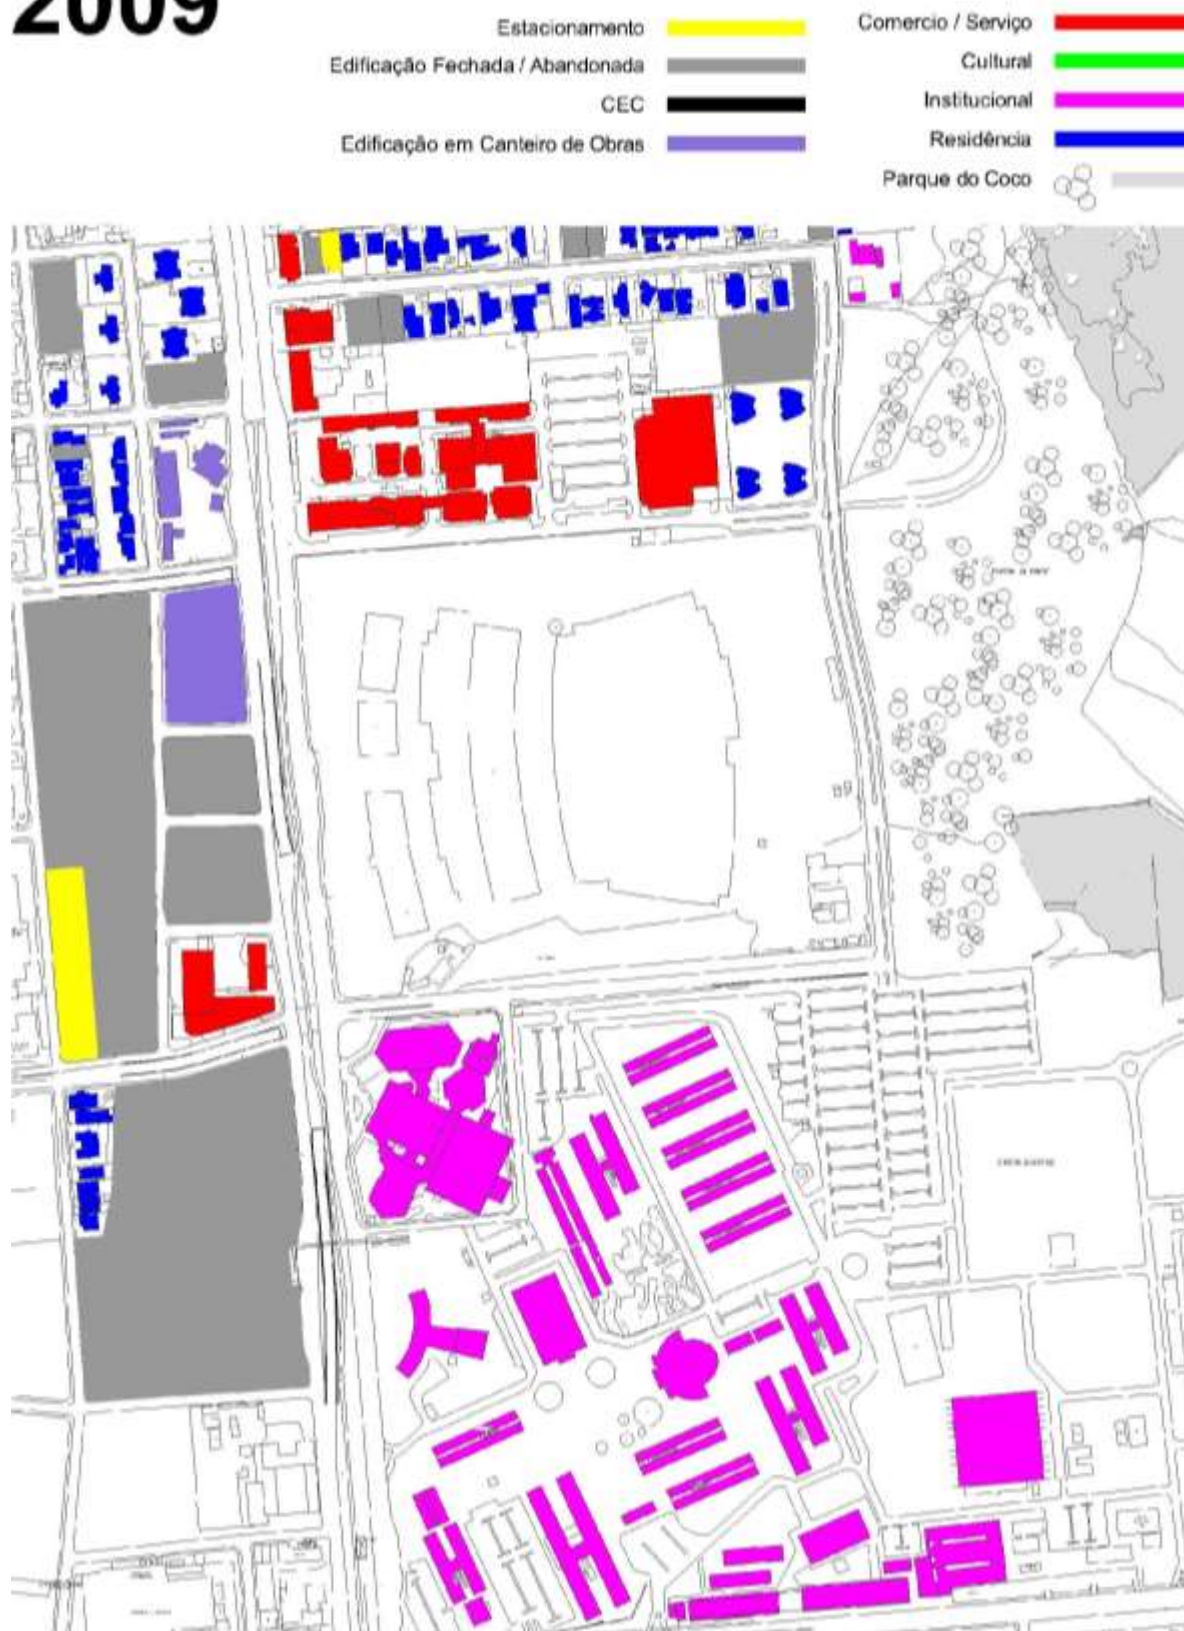 2009
Estacionamento
Edificação Fechada / Abandonada
CEC
Edificação em Canteiro de Obras
Comercio / Serviço
Cultural
Institucional
Residência
Parque do Coco